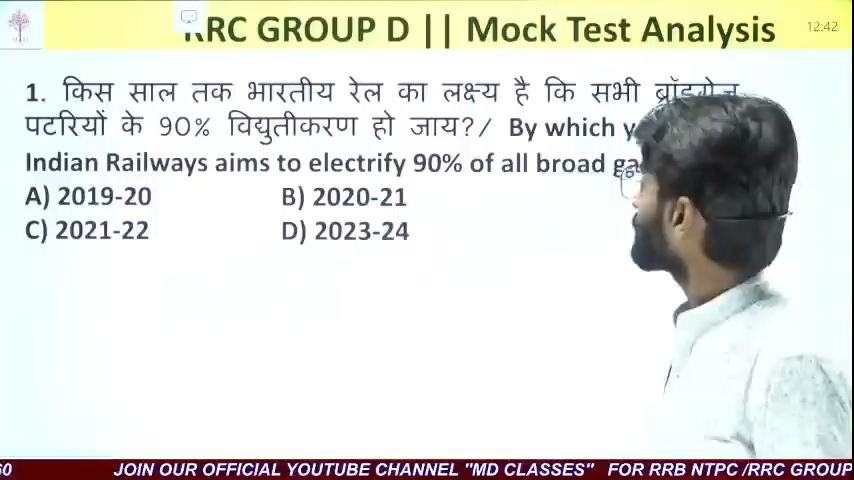 RRC GROUP D || Mock Test Analysis
12:42
1. किस साल तक भारतीय रेल का लक्ष्य है कि सभी ब्रॉडगेज
पटरियों के 90% विद्युतीकरण हो जाय?/ By which
Indian Railways aims to electrify 90% of all broad
A) 2019-20 B) 2020-21
C) 2021-22 D) 2023-24
60 JOIN OUR OFFICIAL YOUTUBE CHANNEL "MD CLASSES" FOR RRB NTPC /RRC GROUP